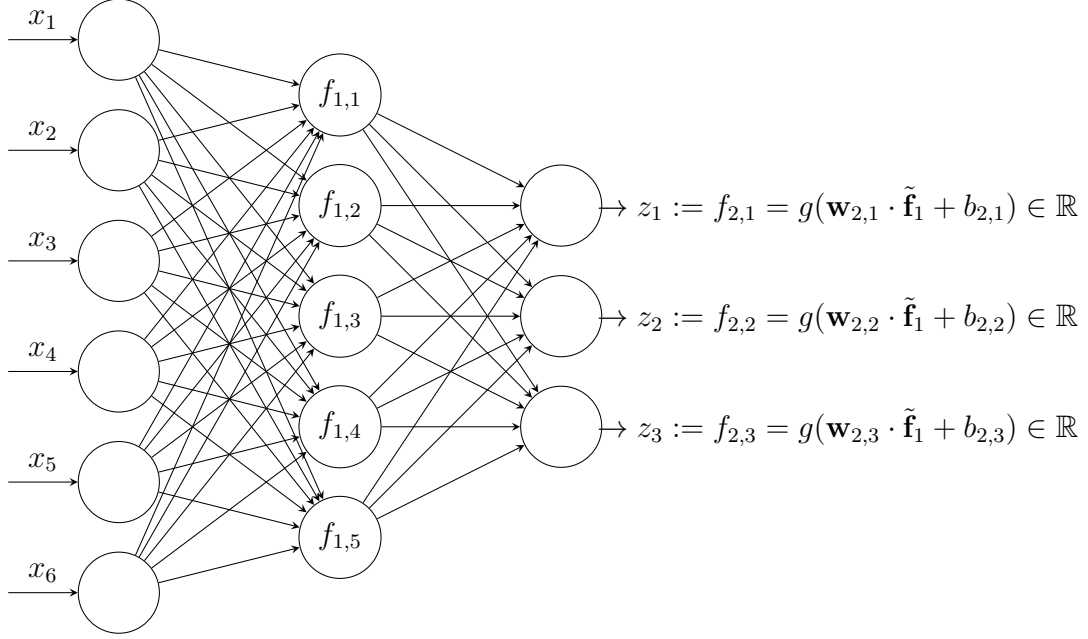 x₁
x₂
x₃
x₄
x₅
x₆
f₁,₁
f₁,₂
f₁,₃
f₁,₄
f₁,₅
z₁ := f₂,₁ = g(𝐰₂,₁ · 𝐟̃₁ + b₂,₁) ∈ ℝ
z₂ := f₂,₂ = g(𝐰₂,₂ · 𝐟̃₁ + b₂,₂) ∈ ℝ
z₃ := f₂,₃ = g(𝐰₂,₃ · 𝐟̃₁ + b₂,₃) ∈ ℝ